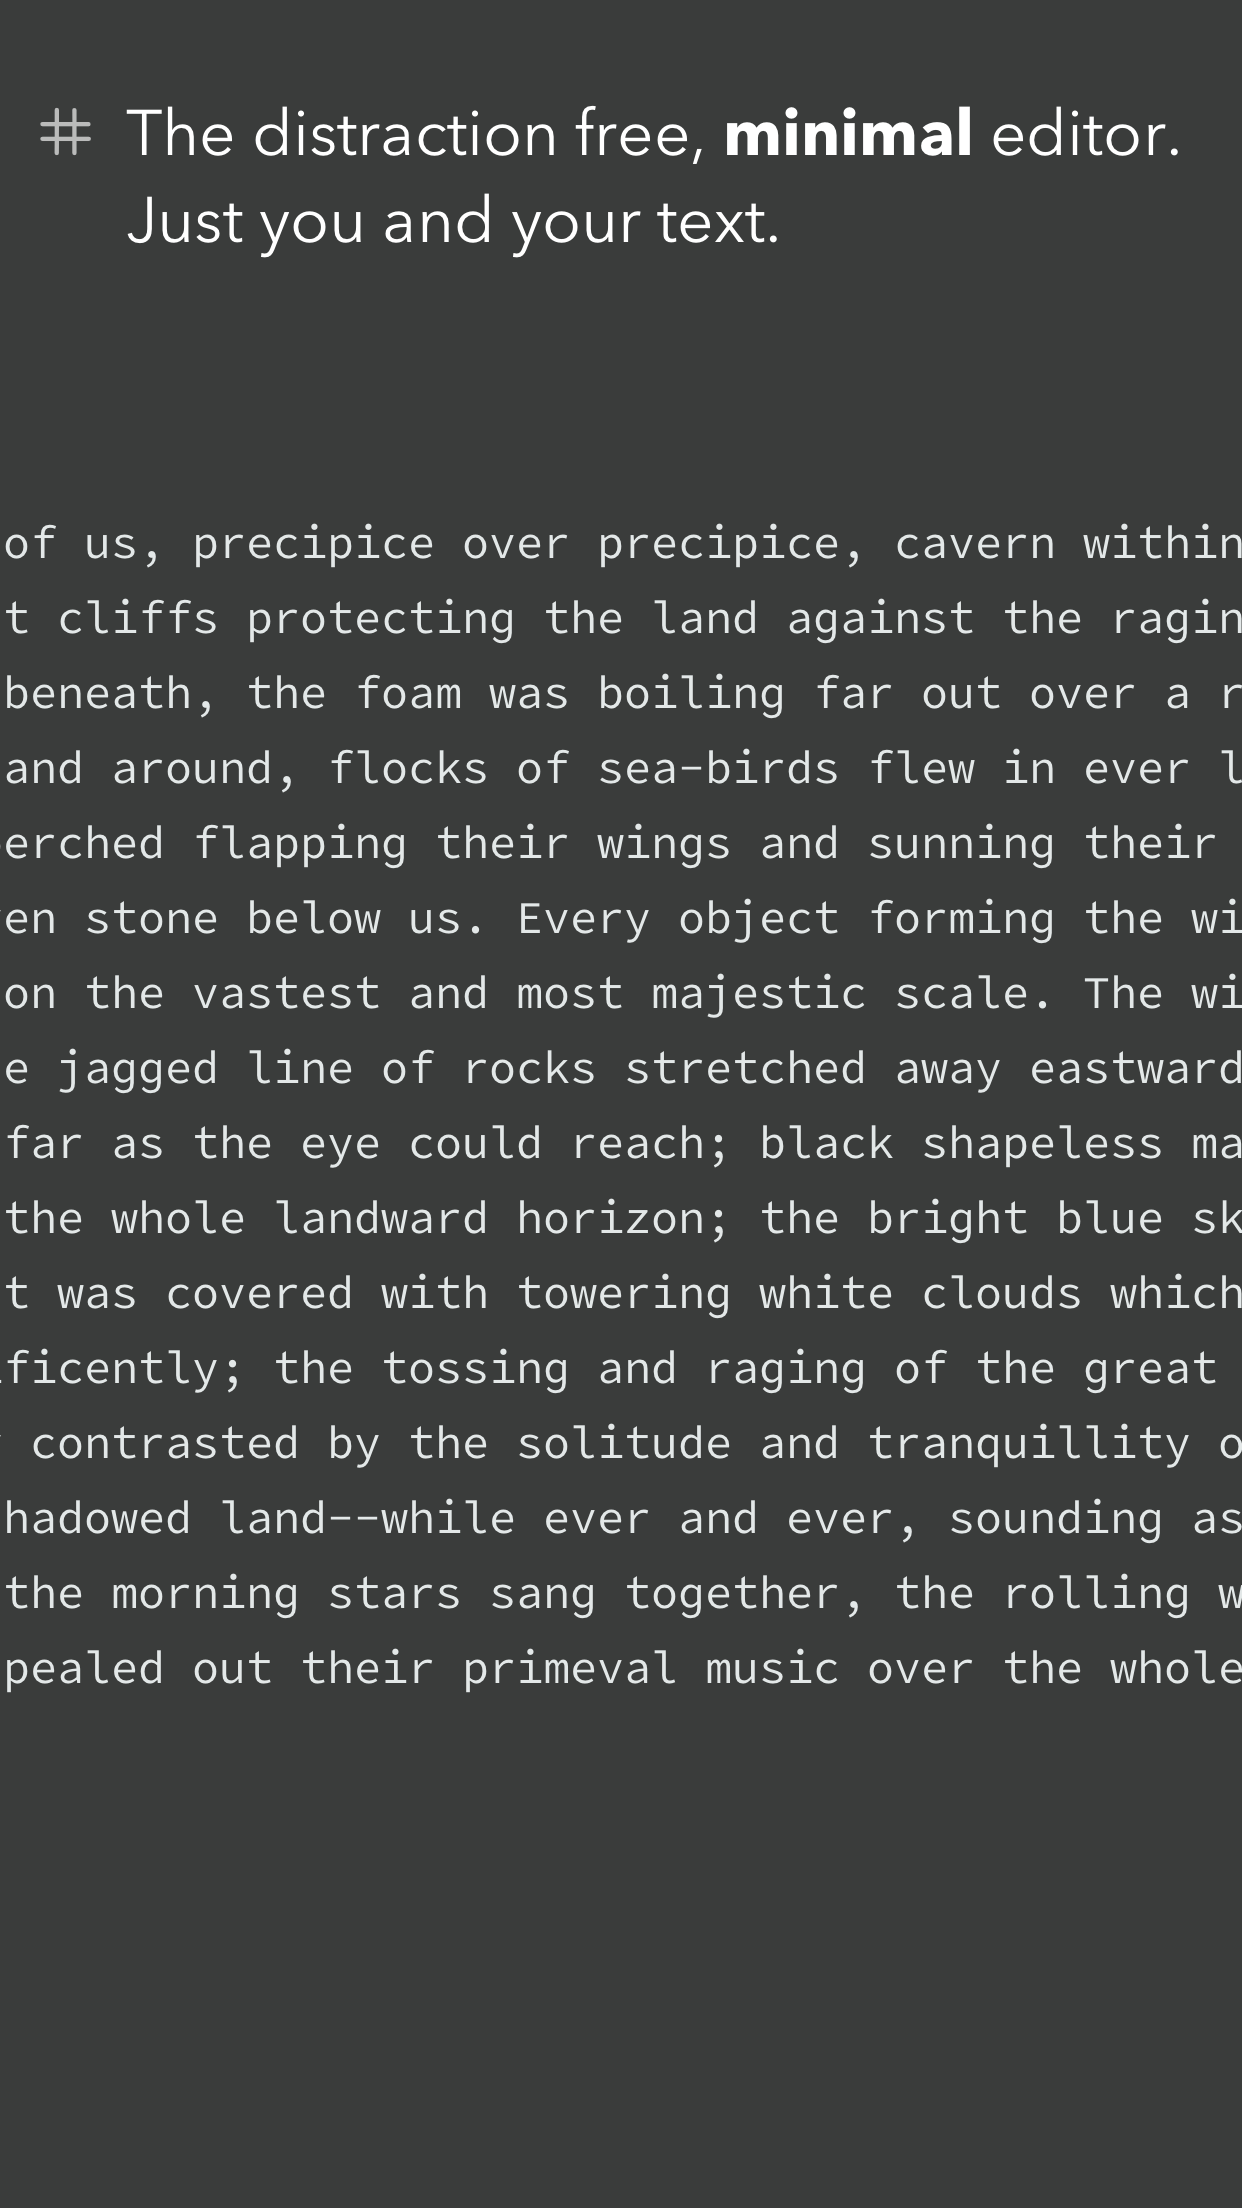 # The distraction free, minimal editor.
Just you and your text.
of us, precipice over precipice, cavern within
t cliffs protecting the land against the ragin
beneath, the foam was boiling far out over a r
and around, flocks of sea-birds flew in ever l
erched flapping their wings and sunning their
en stone below us. Every object forming the wi
on the vastest and most majestic scale. The wi
e jagged line of rocks stretched away eastward
far as the eye could reach; black shapeless ma
the whole landward horizon; the bright blue sk
t was covered with towering white clouds which
ficently; the tossing and raging of the great
contrasted by the solitude and tranquillity o
hadowed land--while ever and ever, sounding as
the morning stars sang together, the rolling w
pealed out their primeval music over the whole